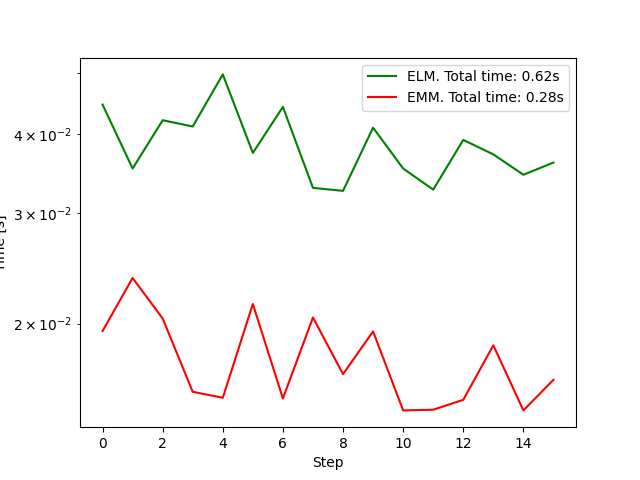 ELM. Total time: 0.62s
EMM. Total time: 0.28s
4 × 10⁻²
3 × 10⁻²
2 × 10⁻²
0 2 4 6 8 10 12 14
Step